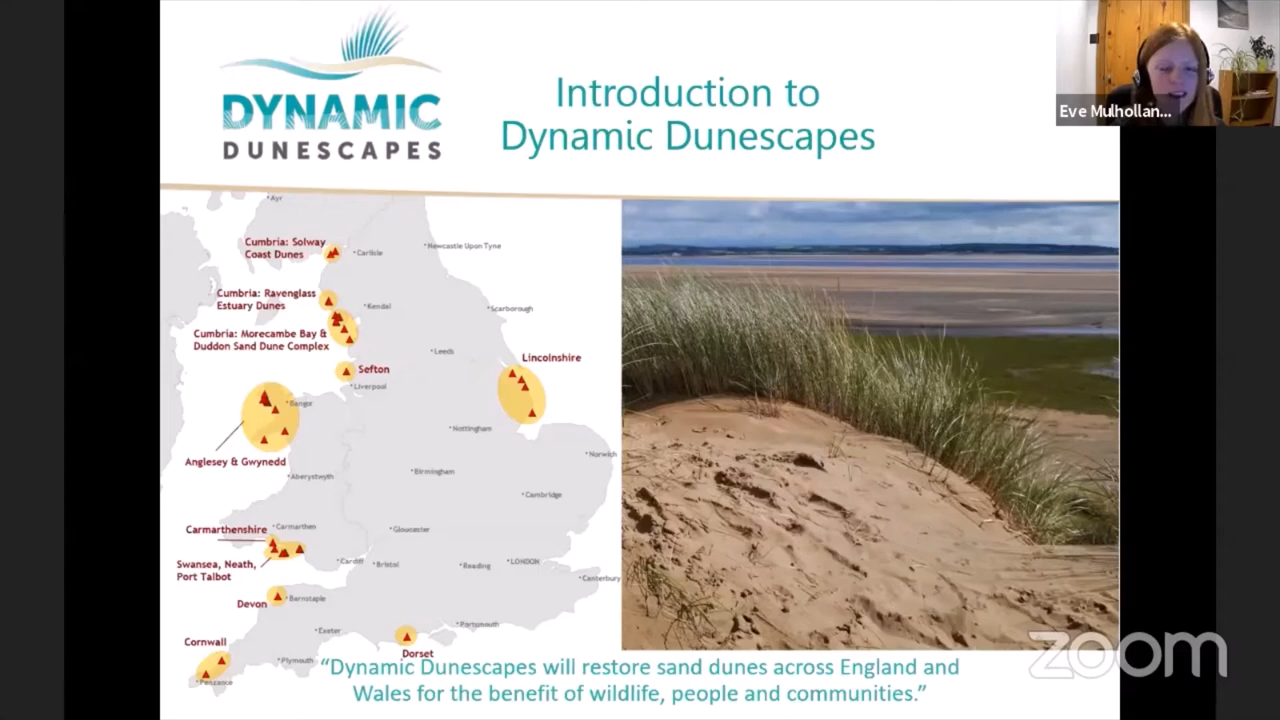 DYNAMIC
DUNESCAPES
Introduction to
Dynamic Dunescapes
Eve Mulhollan...
Ayr
Cumbria: Solway
Coast Dunes
Carlisle
Newcastle Upon Tyne
Cumbria: Ravenglass
Estuary Dunes
Kendal
Scarborough
Cumbria: Morecambe Bay &
Duddon Sand Dune Complex
Leeds
Lincolnshire
Sefton
Liverpool
Bangor
Nottingham
Anglesey & Gwynedd
Norwich
Birmingham
Aberystwyth
Cambridge
Carmarthenshire
Carmarthen
Gloucester
Swansea, Neath,
Port Talbot
Cardiff
Bristol
Reading
LONDON
Canterbury
Devon
Barnstaple
Exeter
Portsmouth
Cornwall
Plymouth
Dorset
Penzance
“Dynamic Dunescapes will restore sand dunes across England and
Wales for the benefit of wildlife, people and communities.”
zoom